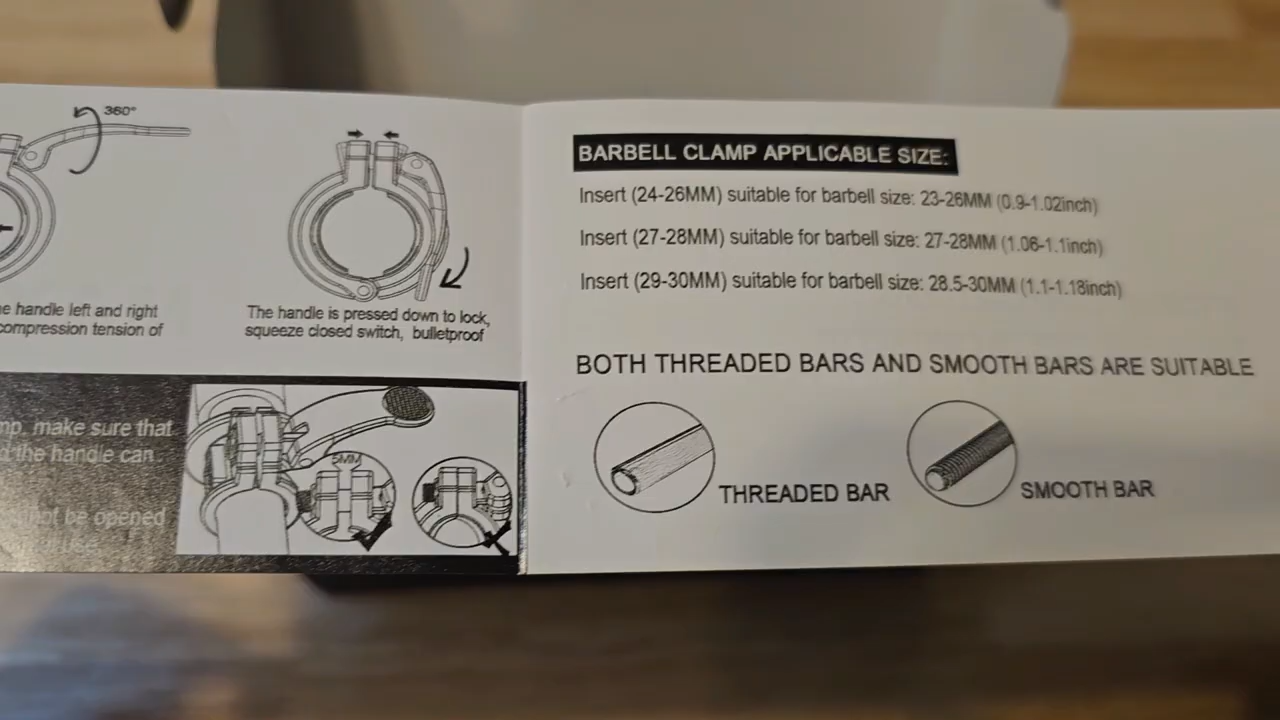 360°
e handle left and right
compression tension of
The handle is pressed down to lock,
squeeze closed switch, bulletproof
make sure that
the handle can
not be opened
5MM
BARBELL CLAMP APPLICABLE SIZE:
Insert (24-26MM) suitable for barbell size: 23-26MM (0.9-1.02inch)
Insert (27-28MM) suitable for barbell size: 27-28MM (1.06-1.1inch)
Insert (29-30MM) suitable for barbell size: 28.5-30MM (1.1-1.18inch)
BOTH THREADED BARS AND SMOOTH BARS ARE SUITABLE
THREADED BAR
SMOOTH BAR